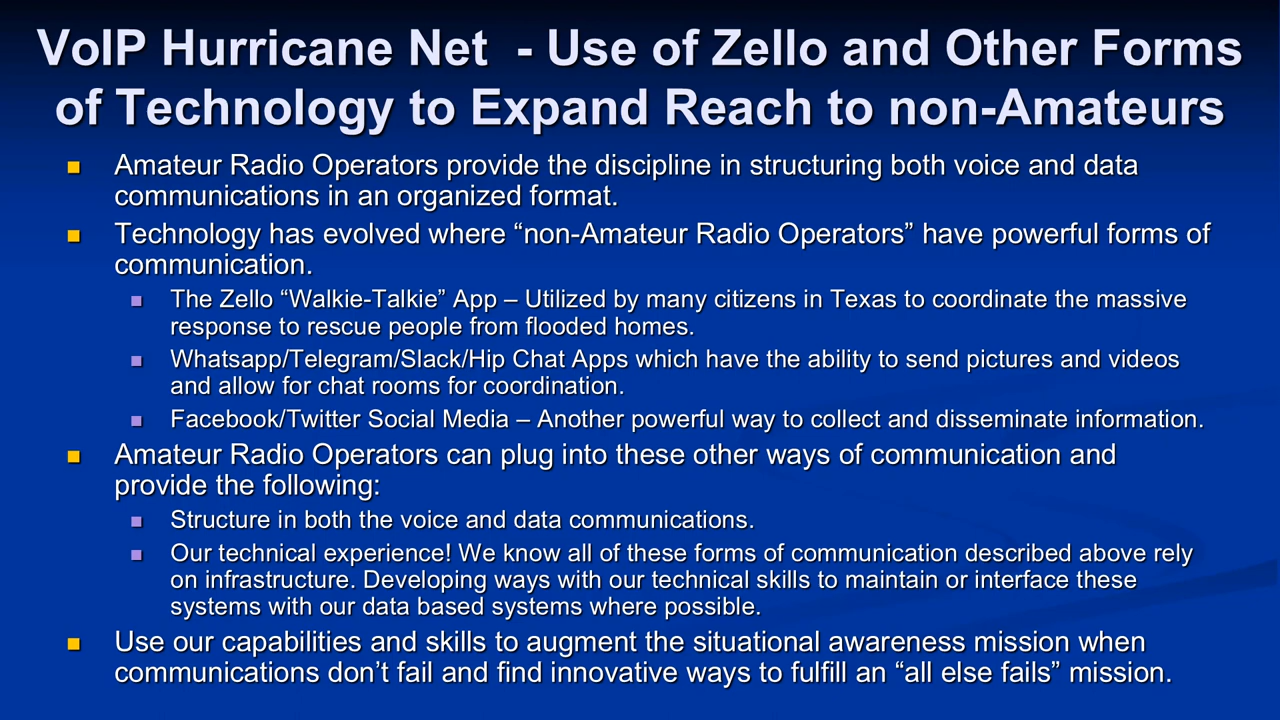 VoIP Hurricane Net  - Use of Zello and Other Forms
of Technology to Expand Reach to non-Amateurs
Amateur Radio Operators provide the discipline in structuring both voice and data
communications in an organized format.
Technology has evolved where “non-Amateur Radio Operators” have powerful forms of
communication.
The Zello “Walkie-Talkie” App – Utilized by many citizens in Texas to coordinate the massive
response to rescue people from flooded homes.
Whatsapp/Telegram/Slack/Hip Chat Apps which have the ability to send pictures and videos
and allow for chat rooms for coordination.
Facebook/Twitter Social Media – Another powerful way to collect and disseminate information.
Amateur Radio Operators can plug into these other ways of communication and
provide the following:
Structure in both the voice and data communications.
Our technical experience! We know all of these forms of communication described above rely
on infrastructure. Developing ways with our technical skills to maintain or interface these
systems with our data based systems where possible.
Use our capabilities and skills to augment the situational awareness mission when
communications don’t fail and find innovative ways to fulfill an “all else fails” mission.